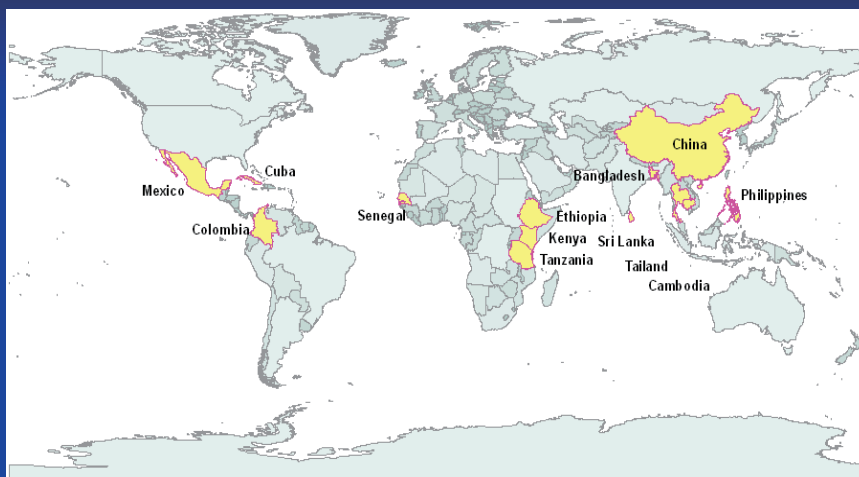 China
Cuba
Bangladesh
Mexico
Philippines
Senegal
Ethiopia
Colombia
Kenya
Sri Lanka
Tanzania
Tailand
Cambodia